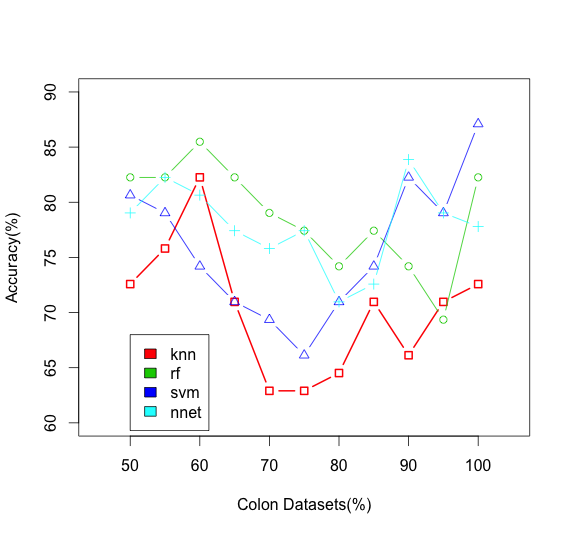 Accuracy(%)
90
85
80
75
70
65
60
knn
rf
svm
nnet
50 60 70 80 90 100
Colon Datasets(%)